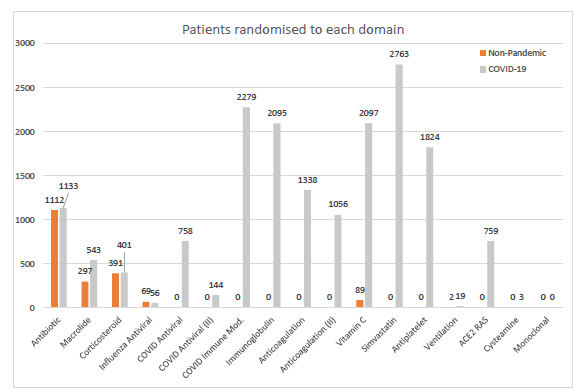 Patients randomised to each domain
Non-Pandemic
COVID-19
3000
2500
2000
1500
1000
500
0
1112 1133
297 543
391 401
69 56
0 758
0 144
0 2279
0 2095
0 1338
0 1056
89 2097
0 2763
0 1824
2 19
0 759
0 3
0 0
Antibiotic
Macrolide
Corticosteroid
Influenza Antiviral
COVID Antiviral
COVID Antiviral (II)
COVID Immune Mod.
Immunoglobulin
Anticoagulation
Anticoagulation (II)
Vitamin C
Simvastatin
Antiplatelet
Ventilation
ACE2 RAS
Cysteamine
Monoclonal